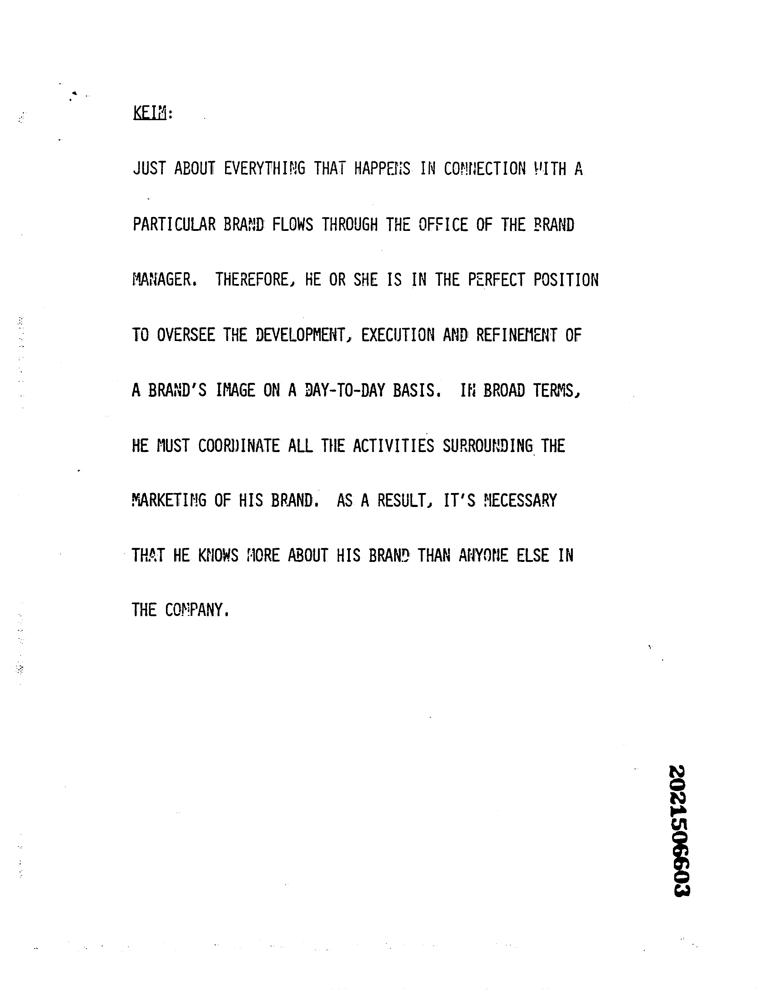 KEIM:
JUST ABOUT EVERYTHING THAT HAPPENS IN CONNECTION WITH A
PARTICULAR BRAND FLOWS THROUGH THE OFFICE OF THE BRAND
MANAGER. THEREFORE, HE OR SHE IS IN THE PERFECT POSITION
TO OVERSEE THE DEVELOPMENT, EXECUTION AND REFINEMENT OF
A BRAND'S IMAGE ON A DAY-TO-DAY BASIS. IN BROAD TERMS,
HE MUST COORDINATE ALL THE ACTIVITIES SURROUNDING THE
MARKETING OF HIS BRAND. AS A RESULT, IT'S NECESSARY
THAT HE KNOWS MORE ABOUT HIS BRAND THAN ANYONE ELSE IN
THE COMPANY.
2021506603